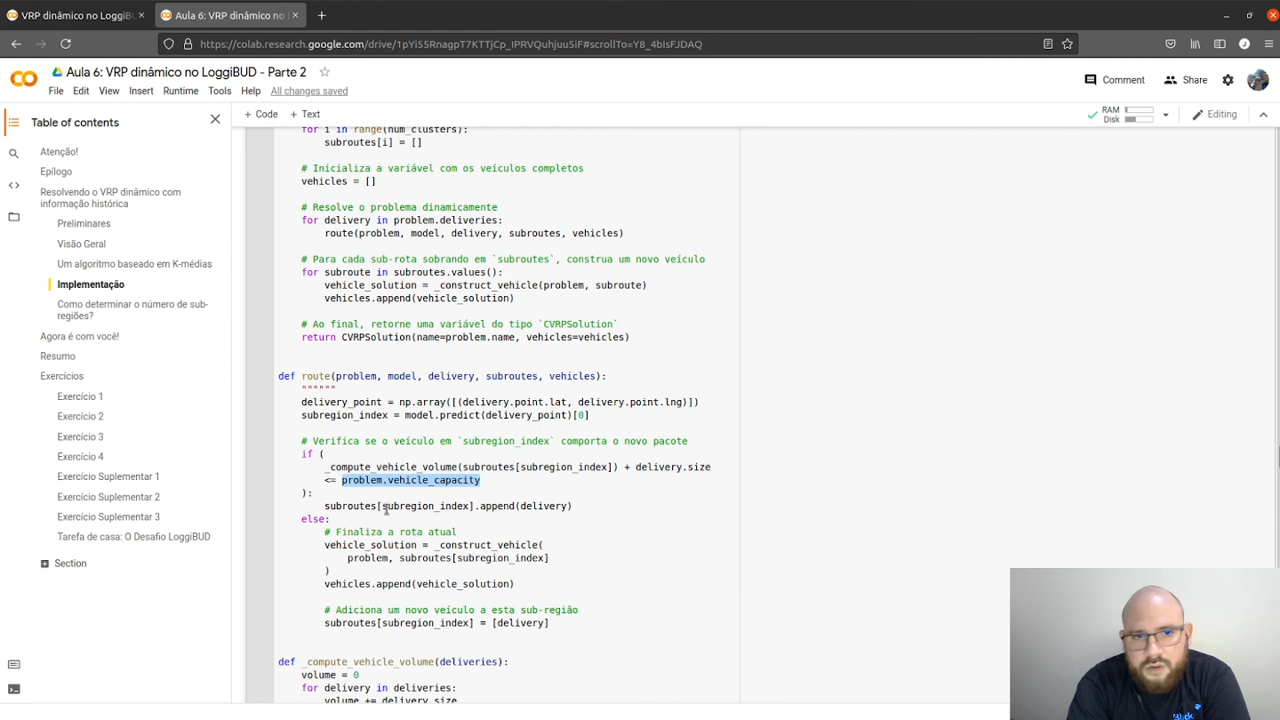 VRP dinâmico no LoggiBU
Aula 6: VRP dinâmico no
https://colab.research.google.com/drive/1pYi55RnagpT7KTTjCp_IPRVQuhjuu5iF#scrollTo=Y8_4bIsFJDAQ
Aula 6: VRP dinâmico no LoggiBUD - Parte 2
Comment
Share
File
Edit
View
Insert
Runtime
Tools
Help
All changes saved
Table of contents
+ Code
+ Text
RAM
Disk
Editing
Atenção!
Epílogo
Resolvendo o VRP dinâmico com
informação histórica
Preliminares
Visão Geral
Um algoritmo baseado em K-médias
Implementação
Como determinar o número de sub-
regiões?
Agora é com você!
Resumo
Exercícios
Exercício 1
Exercício 2
Exercício 3
Exercício 4
Exercício Suplementar 1
Exercício Suplementar 2
Exercício Suplementar 3
Tarefa de casa: O Desafio LoggiBUD
Section
for i in range(num_clusters):
subroutes[i] = []
# Inicializa a variável com os veículos completos
vehicles = []
# Resolve o problema dinamicamente
for delivery in problem.deliveries:
route(problem, model, delivery, subroutes, vehicles)
# Para cada sub-rota sobrando em `subroutes`, construa um novo veículo
for subroute in subroutes.values():
vehicle_solution = _construct_vehicle(problem, subroute)
vehicles.append(vehicle_solution)
# Ao final, retorne uma variável do tipo `CVRPSolution`
return CVRPSolution(name=problem.name, vehicles=vehicles)
def route(problem, model, delivery, subroutes, vehicles):
""""""
delivery_point = np.array([(delivery.point.lat, delivery.point.lng)])
subregion_index = model.predict(delivery_point)[0]
# Verifica se o veículo em `subregion_index` comporta o novo pacote
if (
_compute_vehicle_volume(subroutes[subregion_index]) + delivery.size
<= problem.vehicle_capacity
):
subroutes[subregion_index].append(delivery)
else:
# Finaliza a rota atual
vehicle_solution = _construct_vehicle(
problem, subroutes[subregion_index]
)
vehicles.append(vehicle_solution)
# Adiciona um novo veículo a esta sub-região
subroutes[subregion_index] = [delivery]
def _compute_vehicle_volume(deliveries):
volume = 0
for delivery in deliveries:
volume += delivery.size